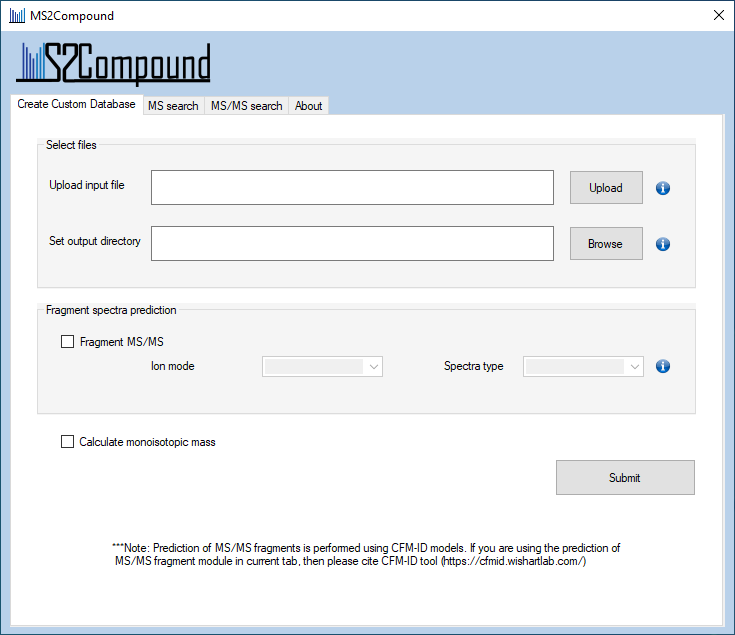 MS2Compound
S2Compound
Create Custom Database
MS search
MS/MS search
About
Select files
Upload input file
Upload
Set output directory
Browse
Fragment spectra prediction
Fragment MS/MS
Ion mode
Spectra type
Calculate monoisotopic mass
Submit
***Note: Prediction of MS/MS fragments is performed using CFM-ID models. If you are using the prediction of
MS/MS fragment module in current tab, then please cite CFM-ID tool (https://cfmid.wishartlab.com/)